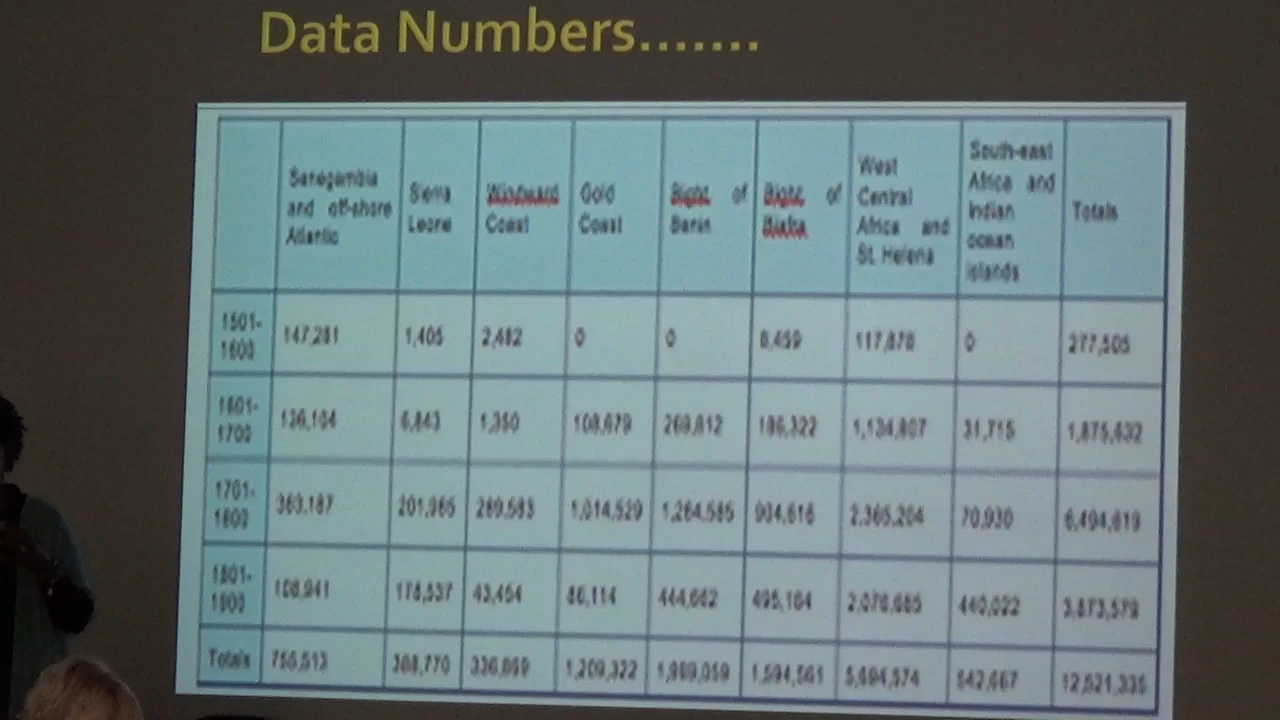 Data Numbers.......
Senegambia and off-shore Atlantic
Sierra Leone
Windward Coast
Gold Coast
Bight of Benin
Bight of Biafra
West Central Africa and St. Helena
South-east Africa and Indian ocean islands
Totals
1501-1600 147,281 1,405 2,482 0 0 8,459 117,878 0 277,505
1601-1700 136,104 6,843 1,350 108,679 269,812 186,322 1,134,807 31,715 1,875,632
1701-1800 363,187 201,985 289,583 1,014,529 1,284,585 904,616 2,365,204 70,930 6,494,619
1801-1900 108,941 178,537 43,454 86,114 444,662 495,164 2,076,685 440,022 3,873,579
Totals 755,513 388,770 336,869 1,209,322 1,999,059 1,594,561 5,694,574 542,667 12,521,335